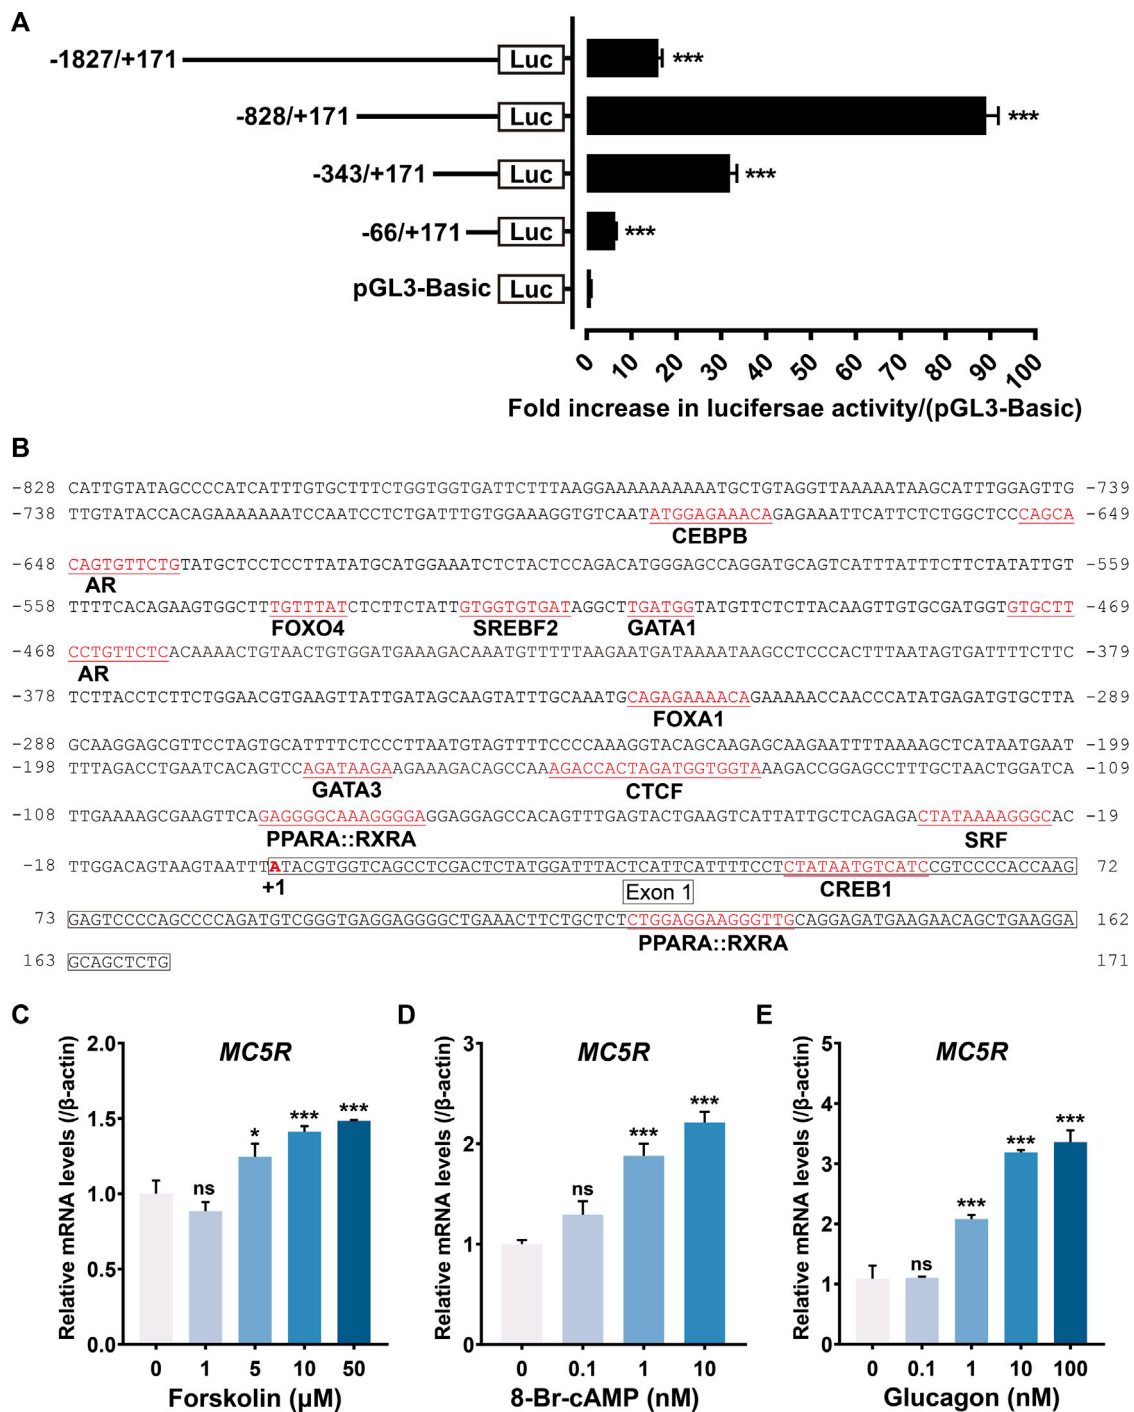 A
-1827/+171 Luc ***
-828/+171 Luc ***
-343/+171 Luc ***
-66/+171 Luc ***
pGL3-Basic Luc
0 10 20 30 40 50 60 70 80 90 100
Fold increase in lucifersae activity/(pGL3-Basic)
B
-828 CATTGTATAGCCCCATCATTTGTGCTTTCTGGTGGTGATTCTTTAAGGAAAAAAAAAAATGCTGTAGGTTAAAAATAAGCATTTGGAGTTG -739
-738 TTGTATACCACAGAAAAAAATCCAATCCTCTGATTTGTGGAAAGGTGTCAATATGGAGAAACAGAGAAATTCATTCTCTGGCTCCCAGCA -649
CEBPB
-648 CAGTGTTCTGTATGCTCCTCCTTATATGCATGGAAATCTCTACTCCAGACATGGGAGCCAGGATGCAGTCATTTATTTCTTCTATATTGT -559
AR
-558 TTTTCACAGAAGTGGCTTTGTTTATCTCTTCTATTGTGGTGTGATAGGCTTGATGGTATGTTCTCTTACAAGTTGTGCGATGGTGTGCTT -469
FOXO4 SREBF2 GATA1
-468 CCTGTTCTCACAAAACTGTAACTGTGGATGAAAGACAAATGTTTTTAAGAATGATAAAATAAGCCTCCCACTTTAATAGTGATTTTCTTC -379
AR
-378 TCTTACCTCTTCTGGAACGTGAAGTTATTGATAGCAAGTATTTGCAAATGCAGAGAAAACAGAAAAACCAACCCATATGAGATGTGCTTA -289
FOXA1
-288 GCAAGGAGCGTTCCTAGTGCATTTTCTCCCTTAATGTAGTTTTCCCCAAAGGTACAGCAAGAGCAAGAATTTTAAAAGCTCATAATGAAT -199
-198 TTTAGACCTGAATCACAGTCCAGATAAGAAGAAAGACAGCCAAAGACCACTAGATGGTGGTAAAGACCGGAGCCTTTGCTAACTGGATCA -109
GATA3 CTCF
-108 TTGAAAAGCGAAGTTCAGAGGGGCAAAGGGGAGGAGGAGCCACAGTTTGAGTACTGAAGTCATTATTGCTCAGAGACTATAAAAGGGCAC -19
PPARA::RXRA SRF
-18 TTGGACAGTAAGTAATTTATACGTGGTCAGCCTCGACTCTATGGATTTACTCATTCATTTTCCTCTATAATGTCATCCGTCCCCACCAAG 72
+1 Exon 1 CREB1
73 GAGTCCCCAGCCCCAGATGTCGGGTGAGGAGGGGCTGAAACTTCTGCTCTCTGGAGGAAGGGTTGCAGGAGATGAAGAACAGCTGAAGGA 162
PPARA::RXRA
163 GCAGCTCTG 171
C
MC5R
Relative mRNA levels (/β-actin)
2.0
1.5
1.0
0.5
0.0
ns * *** ***
0 1 5 10 50
Forskolin (μM)
D
MC5R
Relative mRNA levels (/β-actin)
3
2
1
0
ns *** ***
0 0.1 1 10
8-Br-cAMP (nM)
E
MC5R
Relative mRNA levels (/β-actin)
5
4
3
2
1
0
ns *** *** ***
0 0.1 1 10 100
Glucagon (nM)